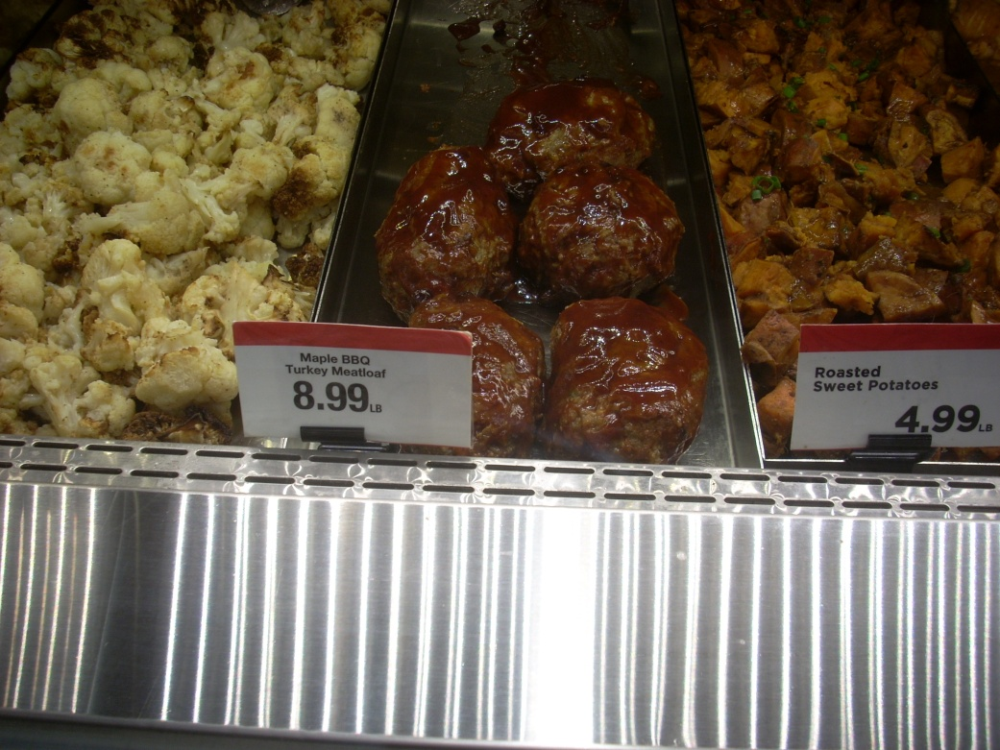 Maple BBQ
Turkey Meatloaf
8.99LB
Roasted
Sweet Potatoes
4.99LB